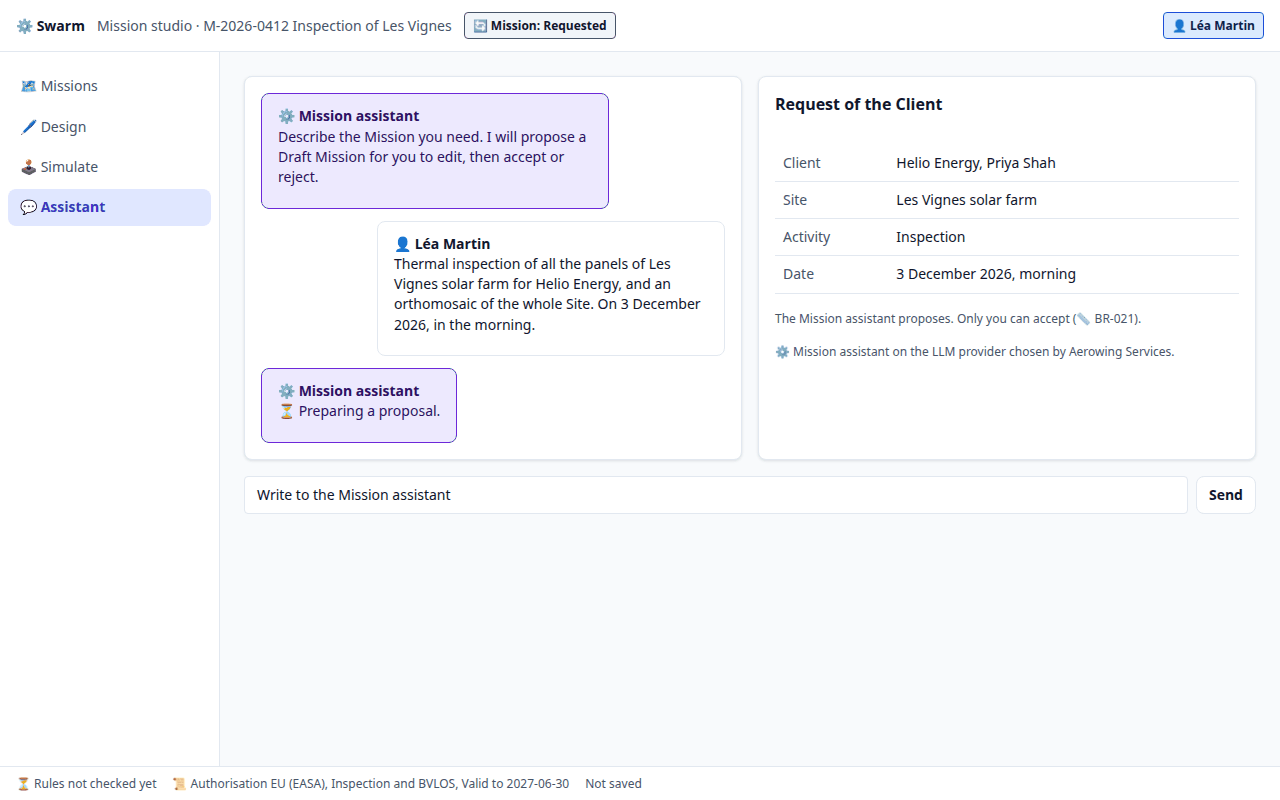 ⚙️ Swarm Mission studio · M-2026-0412 Inspection of Les Vignes 🔄 Mission: Requested 👤 Léa Martin
🗺️ Missions
🖊️ Design
🕹️ Simulate
💬 Assistant
⚙️ Mission assistant
Describe the Mission you need. I will propose a
Draft Mission for you to edit, then accept or
reject.
👤 Léa Martin
Thermal inspection of all the panels of Les
Vignes solar farm for Helio Energy, and an
orthomosaic of the whole Site. On 3 December
2026, in the morning.
⚙️ Mission assistant
⏳ Preparing a proposal.
Request of the Client
Client Helio Energy, Priya Shah
Site Les Vignes solar farm
Activity Inspection
Date 3 December 2026, morning
The Mission assistant proposes. Only you can accept (📏 BR-021).
⚙️ Mission assistant on the LLM provider chosen by Aerowing Services.
Write to the Mission assistant Send
⏳ Rules not checked yet 📜 Authorisation EU (EASA), Inspection and BVLOS, Valid to 2027-06-30 Not saved